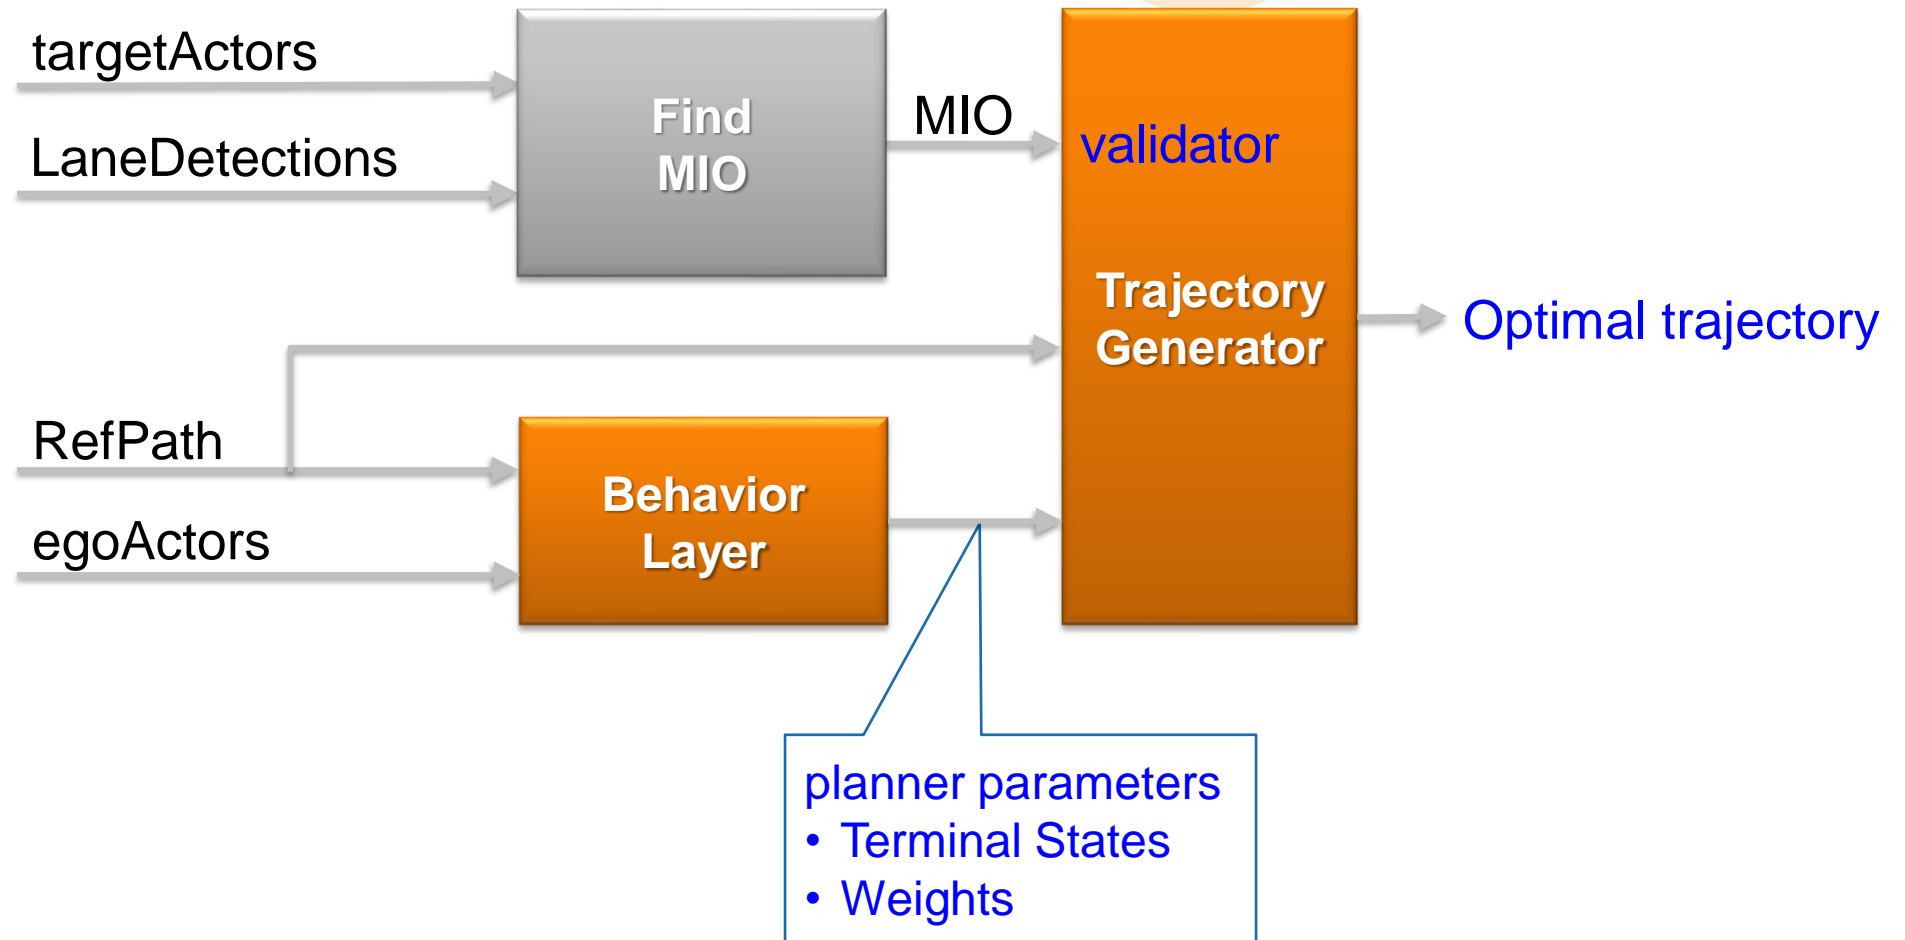 targetActors
LaneDetections
Find
MIO
MIO
validator
Trajectory
Generator
Optimal trajectory
RefPath
egoActors
Behavior
Layer
planner parameters
• Terminal States
• Weights